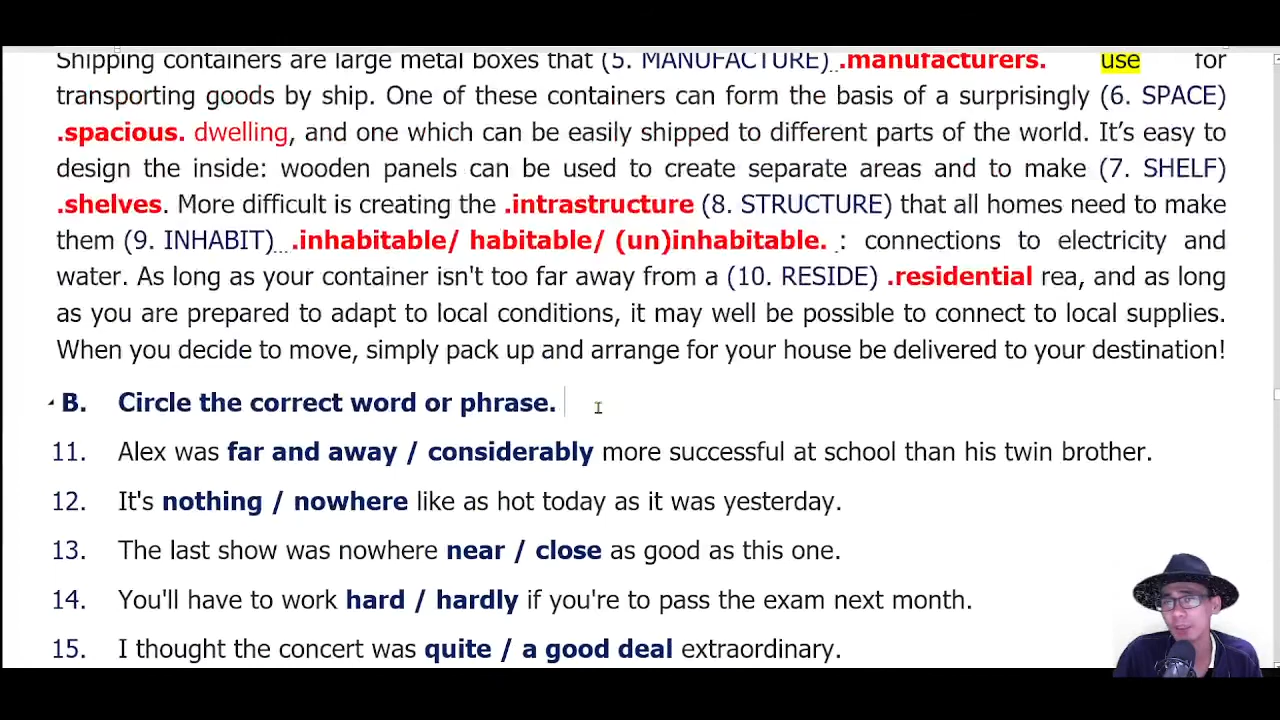 Shipping containers are large metal boxes that (5. MANUFACTURE) .manufacturers. use for
transporting goods by ship. One of these containers can form the basis of a surprisingly (6. SPACE)
.spacious. dwelling, and one which can be easily shipped to different parts of the world. It's easy to
design the inside: wooden panels can be used to create separate areas and to make (7. SHELF)
.shelves. More difficult is creating the .intrastructure (8. STRUCTURE) that all homes need to make
them (9. INHABIT) .inhabitable/ habitable/ (un)inhabitable. : connections to electricity and
water. As long as your container isn't too far away from a (10. RESIDE) .residential rea, and as long
as you are prepared to adapt to local conditions, it may well be possible to connect to local supplies.
When you decide to move, simply pack up and arrange for your house be delivered to your destination!
B. Circle the correct word or phrase.
11. Alex was far and away / considerably more successful at school than his twin brother.
12. It's nothing / nowhere like as hot today as it was yesterday.
13. The last show was nowhere near / close as good as this one.
14. You'll have to work hard / hardly if you're to pass the exam next month.
15. I thought the concert was quite / a good deal extraordinary.